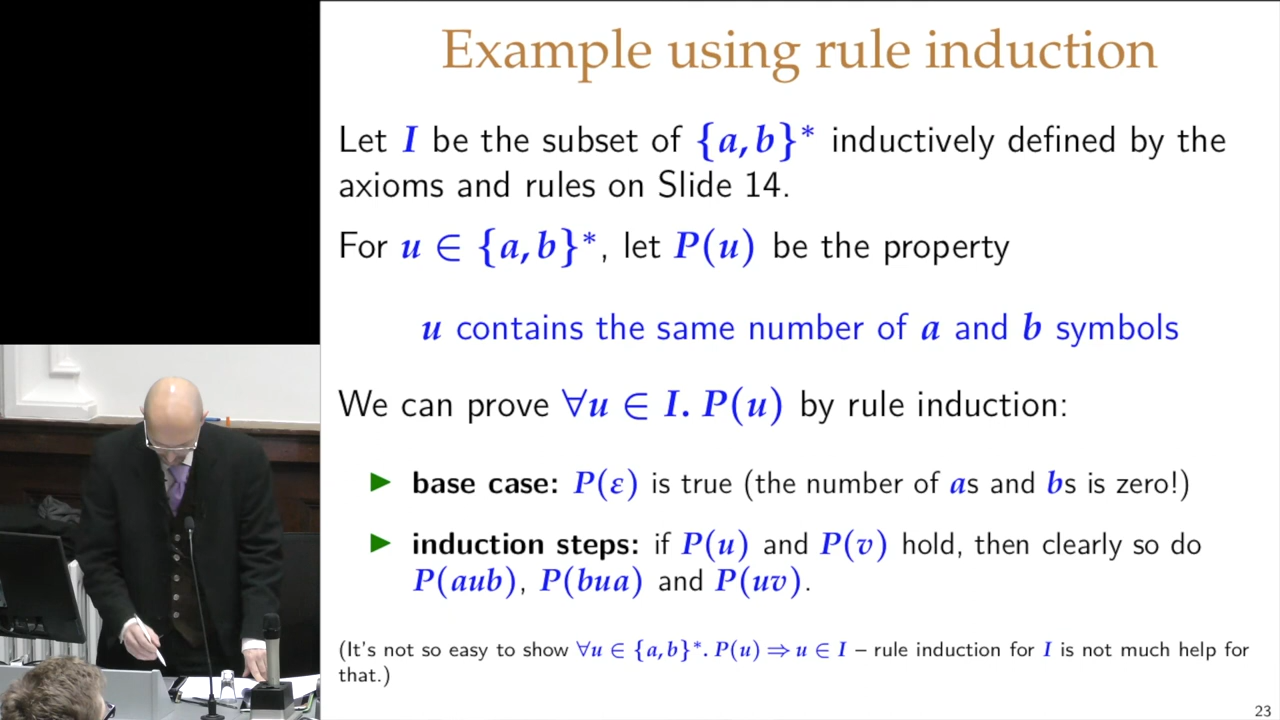 Example using rule induction
Let I be the subset of {a, b}* inductively defined by the
axioms and rules on Slide 14.
For u ∈ {a, b}*, let P(u) be the property
u contains the same number of a and b symbols
We can prove ∀u ∈ I. P(u) by rule induction:
▶ base case: P(ε) is true (the number of as and bs is zero!)
▶ induction steps: if P(u) and P(v) hold, then clearly so do
P(aub), P(bua) and P(uv).
(It's not so easy to show ∀u ∈ {a, b}*. P(u) ⇒ u ∈ I – rule induction for I is not much help for
that.)
23